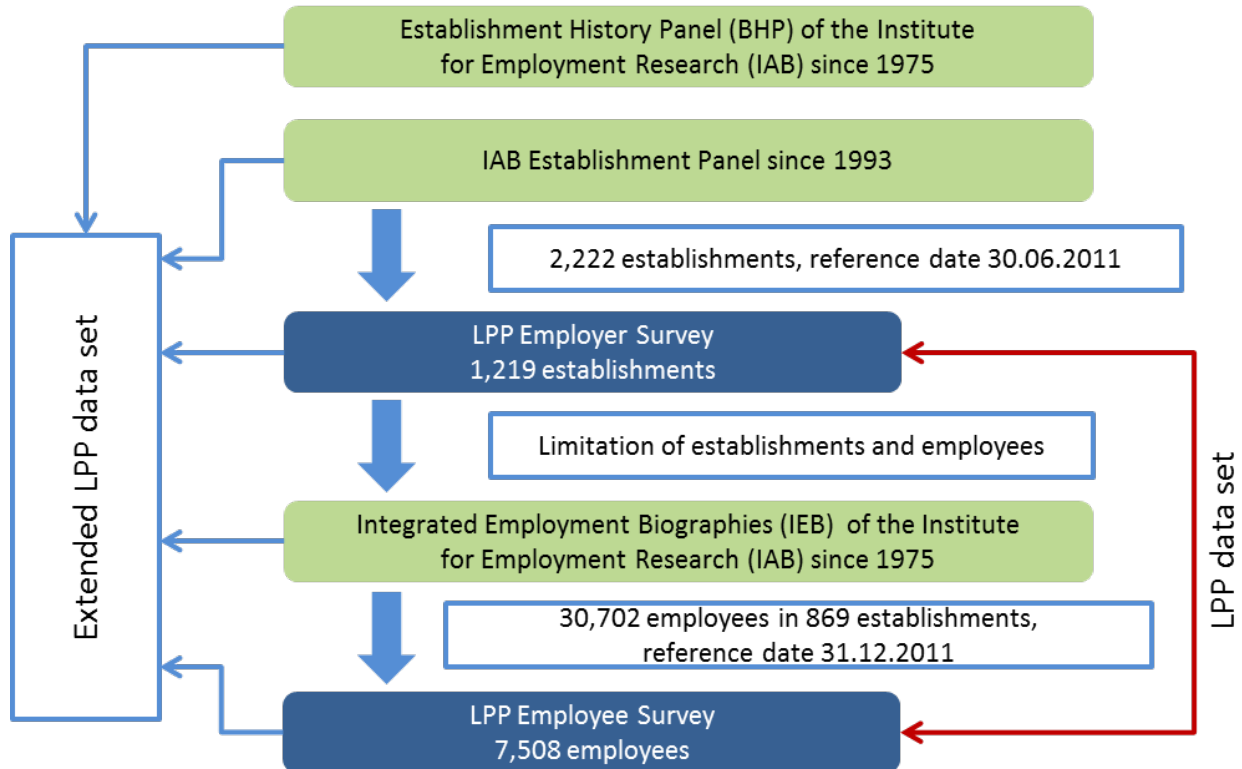 Establishment History Panel (BHP) of the Institute
for Employment Research (IAB) since 1975
IAB Establishment Panel since 1993
2,222 establishments, reference date 30.06.2011
LPP Employer Survey
1,219 establishments
Limitation of establishments and employees
Integrated Employment Biographies (IEB) of the Institute
for Employment Research (IAB) since 1975
30,702 employees in 869 establishments,
reference date 31.12.2011
LPP Employee Survey
7,508 employees
Extended LPP data set
LPP data set